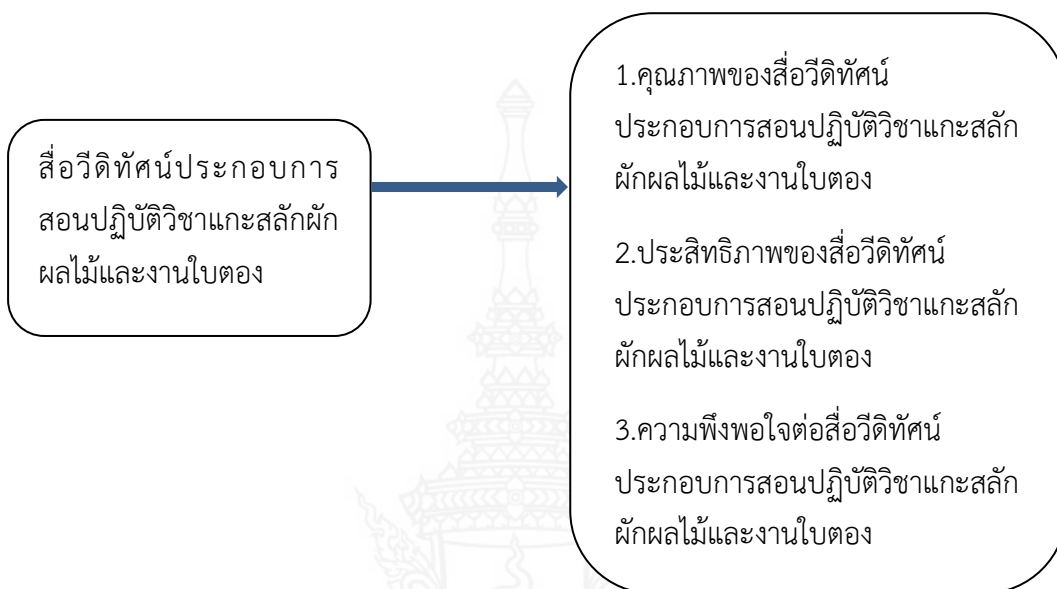 สื่อวีดิทัศน์ประกอบการ
สอนปฏิบัติวิชาแกะสลักผัก
ผลไม้และงานใบตอง
1.คุณภาพของสื่อวีดิทัศน์
ประกอบการสอนปฏิบัติวิชาแกะสลัก
ผักผลไม้และงานใบตอง
2.ประสิทธิภาพของสื่อวีดิทัศน์
ประกอบการสอนปฏิบัติวิชาแกะสลัก
ผักผลไม้และงานใบตอง
3.ความพึงพอใจต่อสื่อวีดิทัศน์
ประกอบการสอนปฏิบัติวิชาแกะสลัก
ผักผลไม้และงานใบตอง